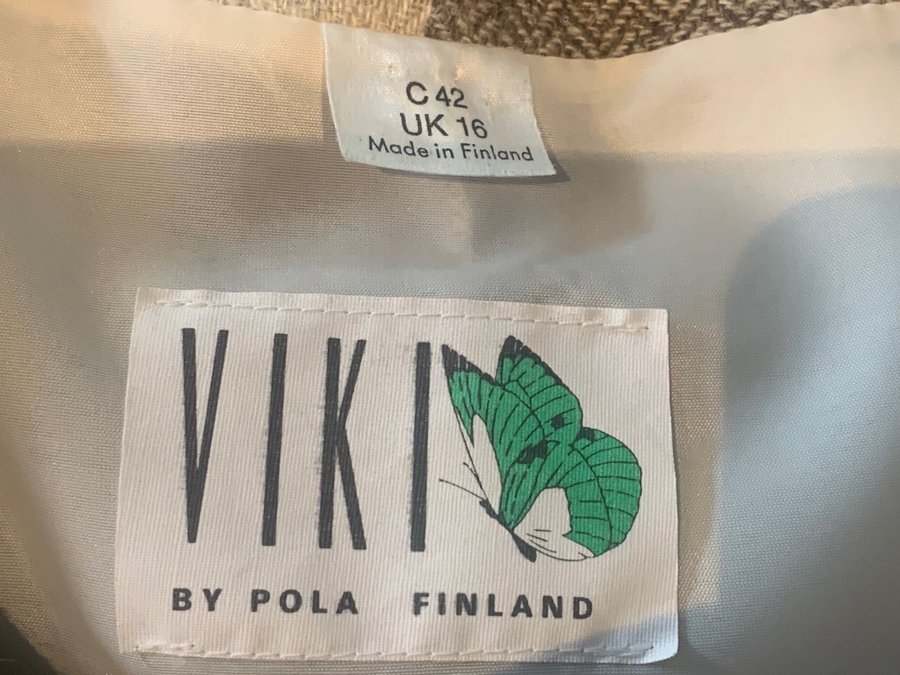 C 42
UK 16
Made in Finland
VIKI
BY POLA FINLAND